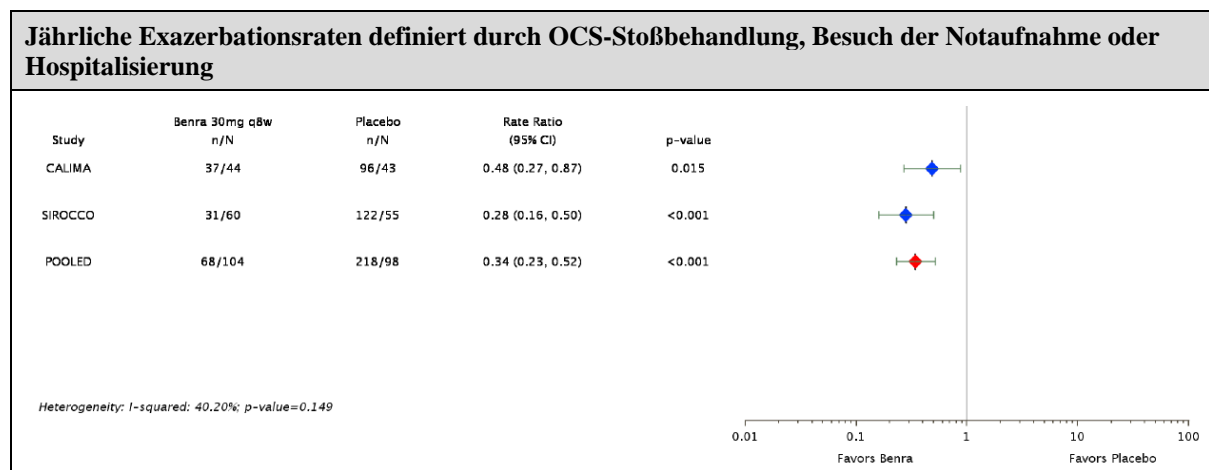 Jährliche Exazerbationsraten definiert durch OCS-Stoßbehandlung, Besuch der Notaufnahme oder
Hospitalisierung
Benra 30mg q8w Placebo Rate Ratio
Study n/N n/N (95% CI) p-value
CALIMA 37/44 96/43 0.48 (0.27, 0.87) 0.015
SIROCCO 31/60 122/55 0.28 (0.16, 0.50) <0.001
POOLED 68/104 218/98 0.34 (0.23, 0.52) <0.001
Heterogeneity: I-squared: 40.20%; p-value=0.149
0.01 0.1 1 10 100
Favors Benra Favors Placebo